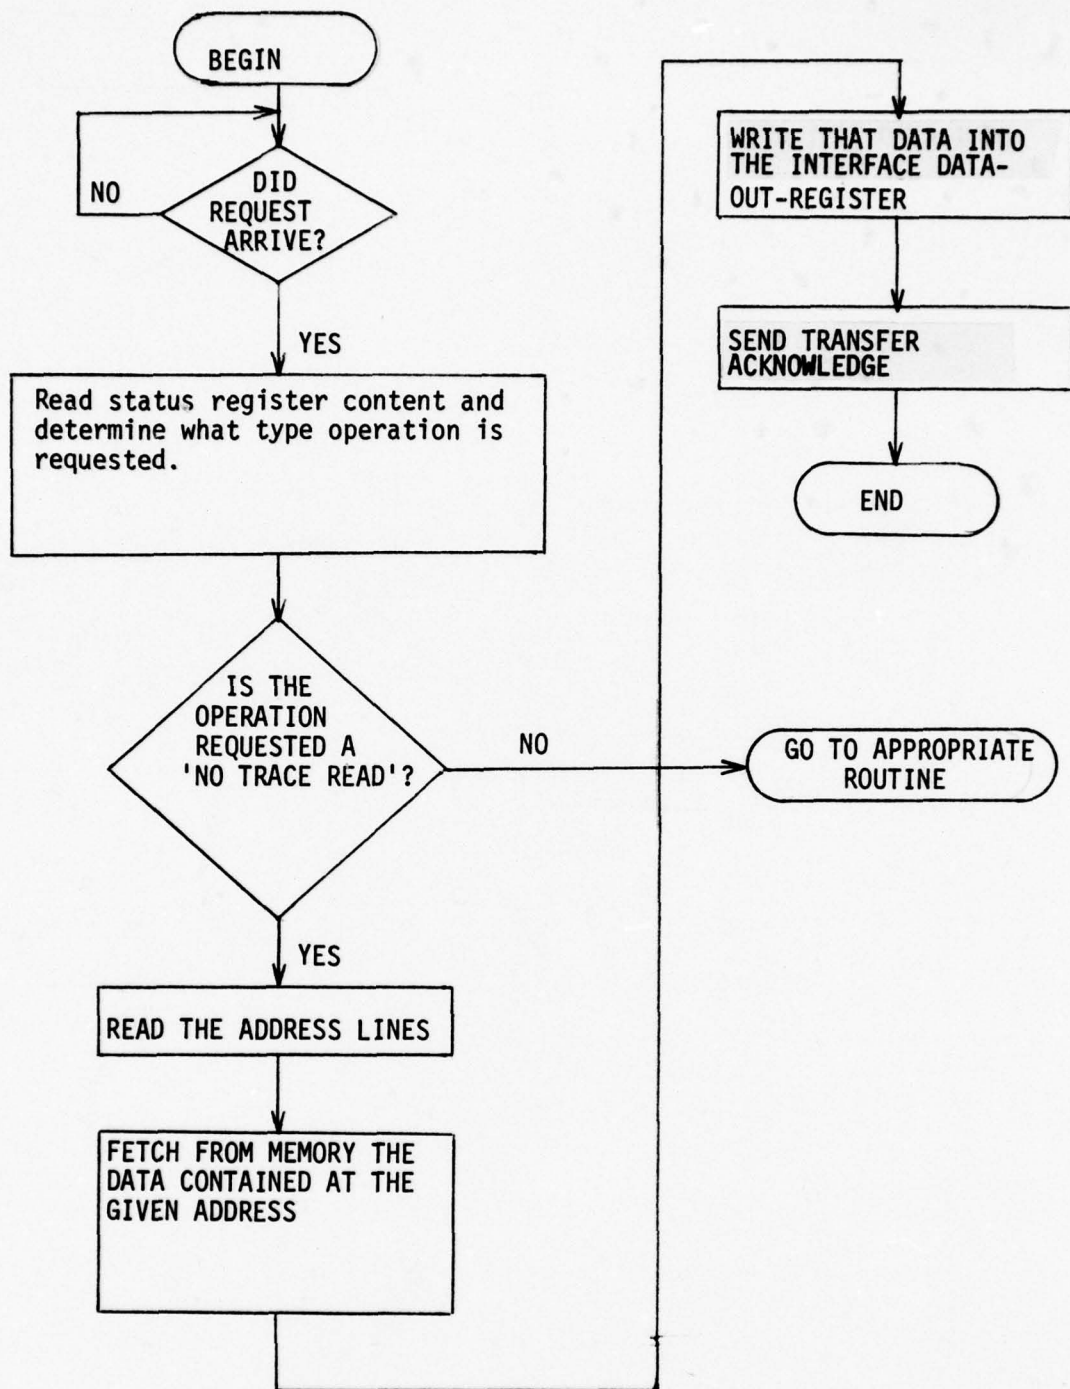 BEGIN
NO
DID
REQUEST
ARRIVE?
YES
Read status register content and
determine what type operation is
requested.
IS THE
OPERATION
REQUESTED A
'NO TRACE READ'?
NO
GO TO APPROPRIATE
ROUTINE
YES
READ THE ADDRESS LINES
FETCH FROM MEMORY THE
DATA CONTAINED AT THE
GIVEN ADDRESS
WRITE THAT DATA INTO
THE INTERFACE DATA-
OUT-REGISTER
SEND TRANSFER
ACKNOWLEDGE
END